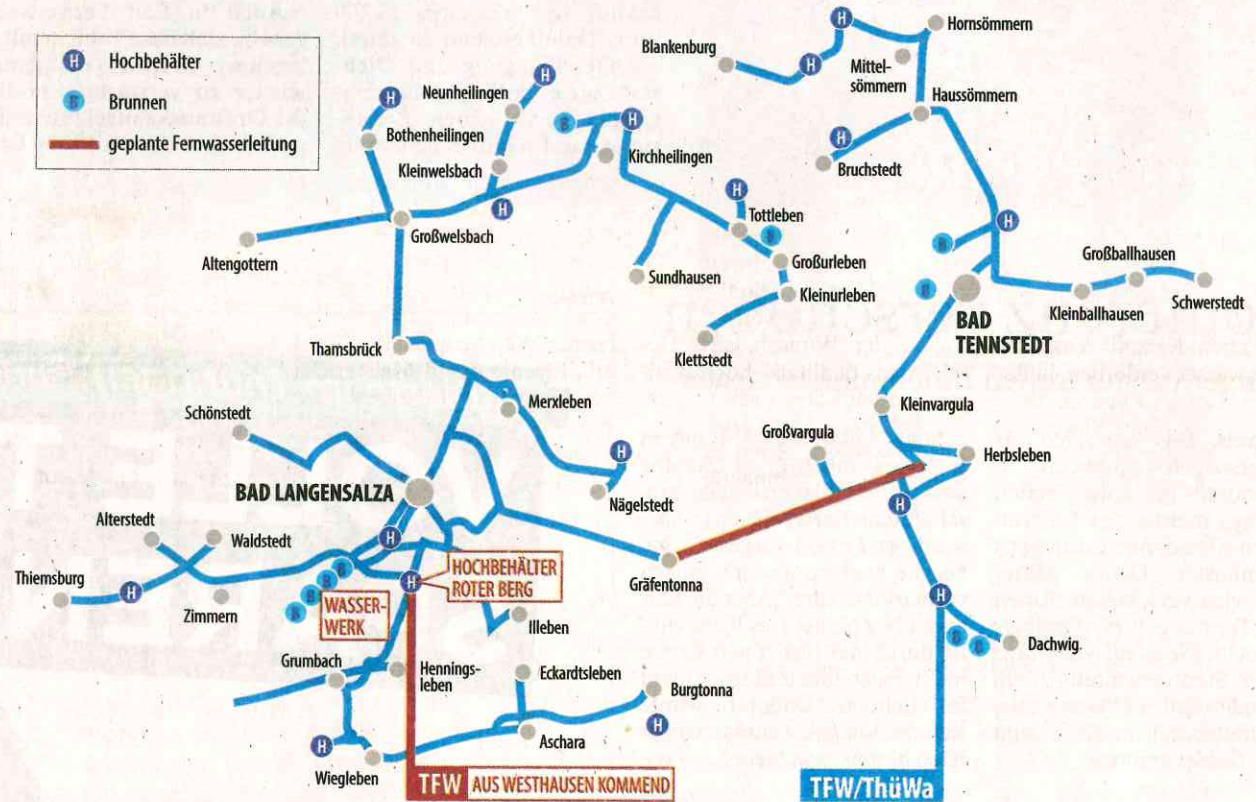 H Hochbehälter
B Brunnen
geplante Fernwasserleitung
H
Hornsömmern
Blankenburg
H
Mittel-
sömmern
Haussömmern
H
Bruchstedt
H
Neunheilingen
H
Bothenheilingen
B
H
Kirchheilingen
Kleinwelsbach
H
H
Tottleben
B
H
B
Großwelsbach
Altengottern
Sundhausen
Großurleben
Kleinurleben
Klettstedt
B
BAD
TENNSTEDT
Großballhausen
Kleinballhausen
Schwerstedt
Thamsbrück
Schönstedt
Merxleben
H
Nägelstedt
Kleinvargula
Großvargula
Herbsleben
H
BAD LANGENSALZA
Alterstedt
Waldstedt
H
Thiemsburg
H
Zimmern
B
B
B
B
WASSER-
WERK
H
HOCHBEHÄLTER
ROTER BERG
Gräfentonna
H
B
B
Dachwig
Illeben
Grumbach
Hennings-
leben
Eckardtsleben
Burgtonna
H
H
Wiegleben
Aschara
TFW AUS WESTHAUSEN KOMMEND
TFW/ThüWa